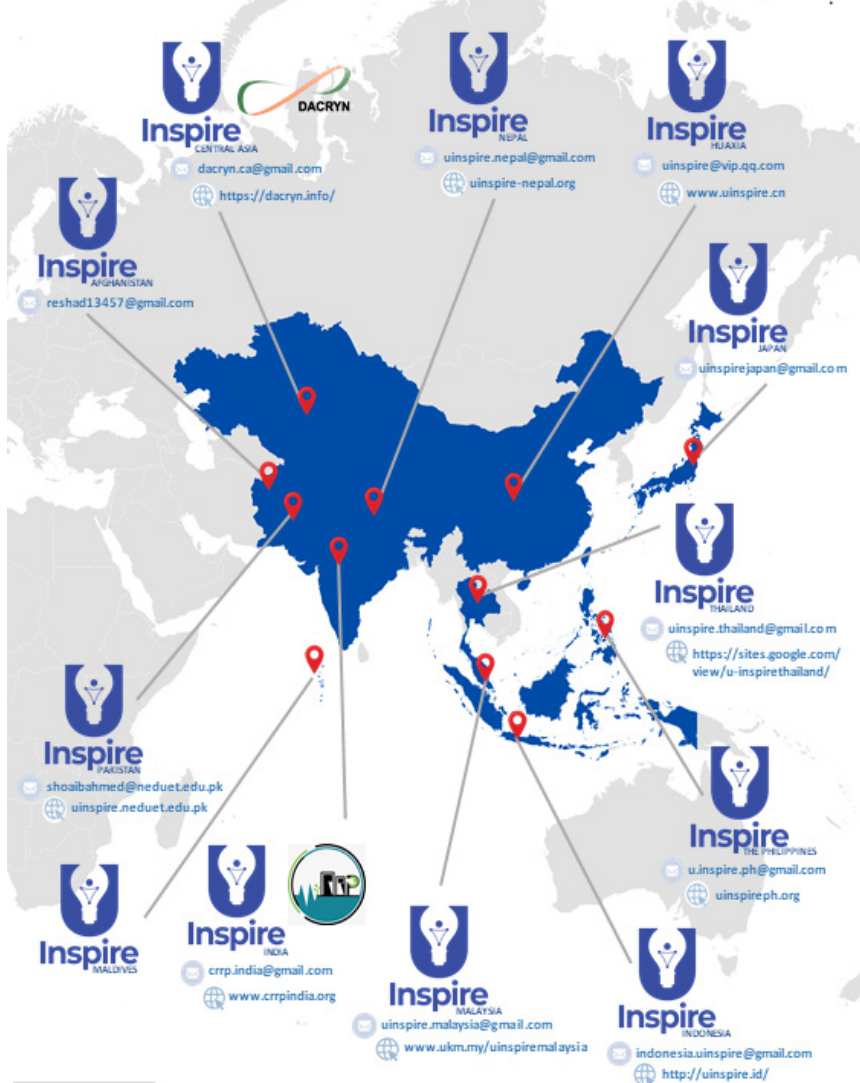 Inspire
CENTRAL ASIA
DACRYN
dacryn.ca@gmail.com
https://dacryn.info/
Inspire
NEPAL
uinspire.nepal@gmail.com
uinspire-nepal.org
Inspire
HUAXIA
uinspire@vip.qq.com
www.uinspire.cn
Inspire
AFGHANISTAN
reshad13457@gmail.com
Inspire
JAPAN
uinspirejapan@gmail.com
Inspire
THAILAND
uinspire.thailand@gmail.com
https://sites.google.com/
view/u-inspirethailand/
Inspire
PAKISTAN
shoaibahmed@neduet.edu.pk
uinspire.neduet.edu.pk
Inspire
THE PHILIPPINES
u.inspire.ph@gmail.com
uinspireph.org
Inspire
MALDIVES
Inspire
INDIA
crrp.india@gmail.com
www.crrpindia.org
Inspire
MALAYSIA
uinspire.malaysia@gmail.com
www.ukm.my/uinspiremalaysia
Inspire
INDONESIA
indonesia.uinspire@gmail.com
http://uinspire.id/